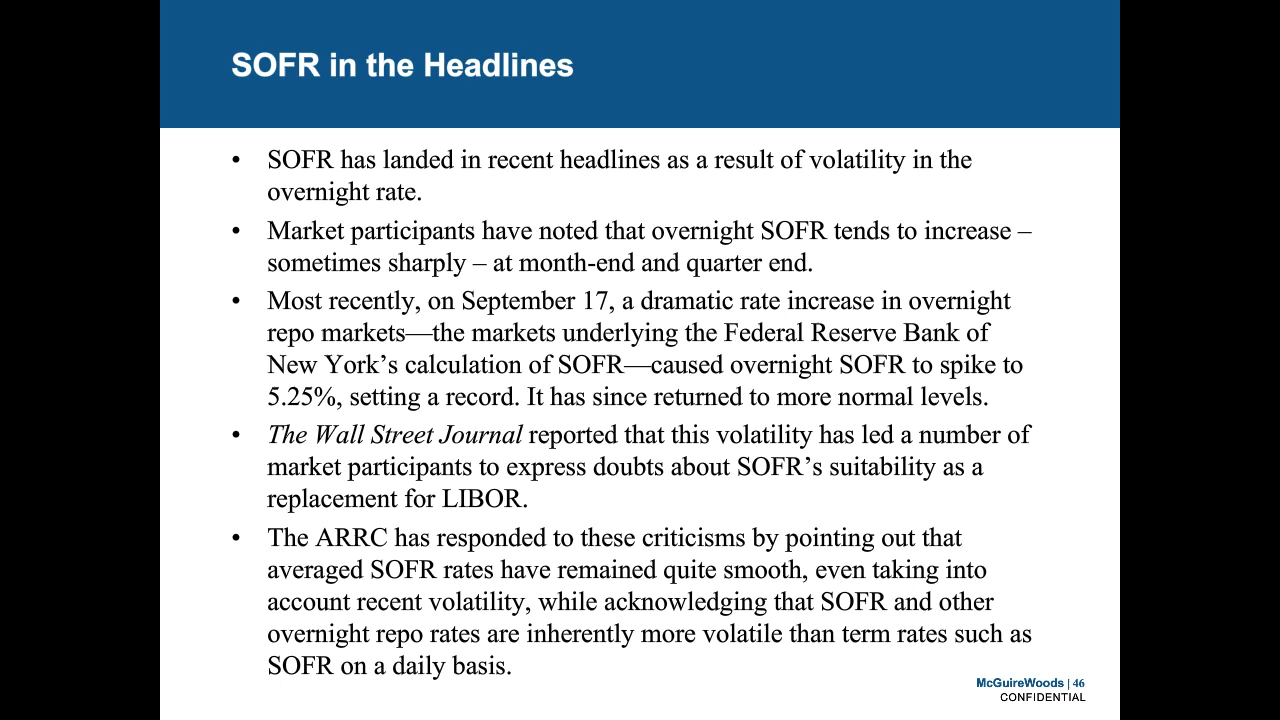 SOFR in the Headlines
• SOFR has landed in recent headlines as a result of volatility in the
overnight rate.
• Market participants have noted that overnight SOFR tends to increase –
sometimes sharply – at month-end and quarter end.
• Most recently, on September 17, a dramatic rate increase in overnight
repo markets—the markets underlying the Federal Reserve Bank of
New York’s calculation of SOFR—caused overnight SOFR to spike to
5.25%, setting a record. It has since returned to more normal levels.
• The Wall Street Journal reported that this volatility has led a number of
market participants to express doubts about SOFR’s suitability as a
replacement for LIBOR.
• The ARRC has responded to these criticisms by pointing out that
averaged SOFR rates have remained quite smooth, even taking into
account recent volatility, while acknowledging that SOFR and other
overnight repo rates are inherently more volatile than term rates such as
SOFR on a daily basis.
McGuireWoods | 46
CONFIDENTIAL